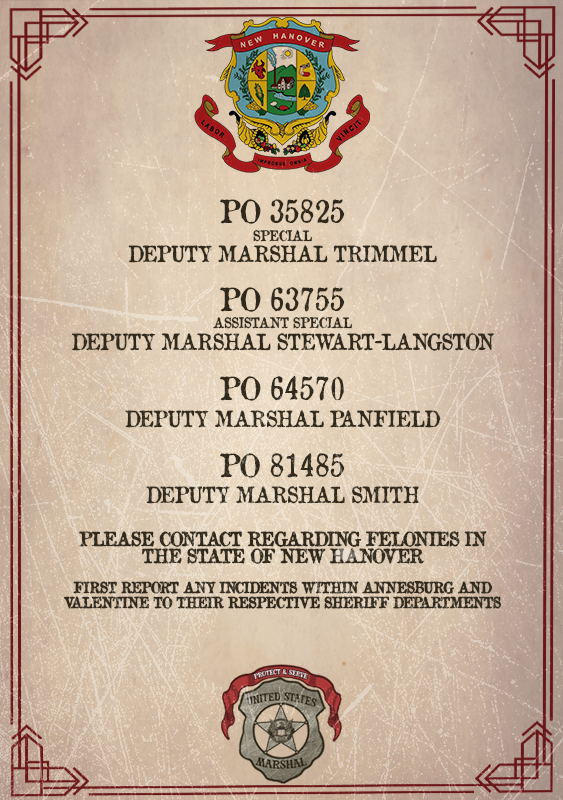 NEW HANOVER
LABOR
VINCIT
IMPROBUS OMNIA
PO 35825
SPECIAL
DEPUTY MARSHAL TRIMMEL
PO 63755
ASSISTANT SPECIAL
DEPUTY MARSHAL STEWART-LANGSTON
PO 64570
DEPUTY MARSHAL PANFIELD
PO 81485
DEPUTY MARSHAL SMITH
PLEASE CONTACT REGARDING FELONIES IN
THE STATE OF NEW HANOVER
FIRST REPORT ANY INCIDENTS WITHIN ANNESBURG AND
VALENTINE TO THEIR RESPECTIVE SHERIFF DEPARTMENTS
PROTECT & SERVE
UNITED STATES
MARSHAL